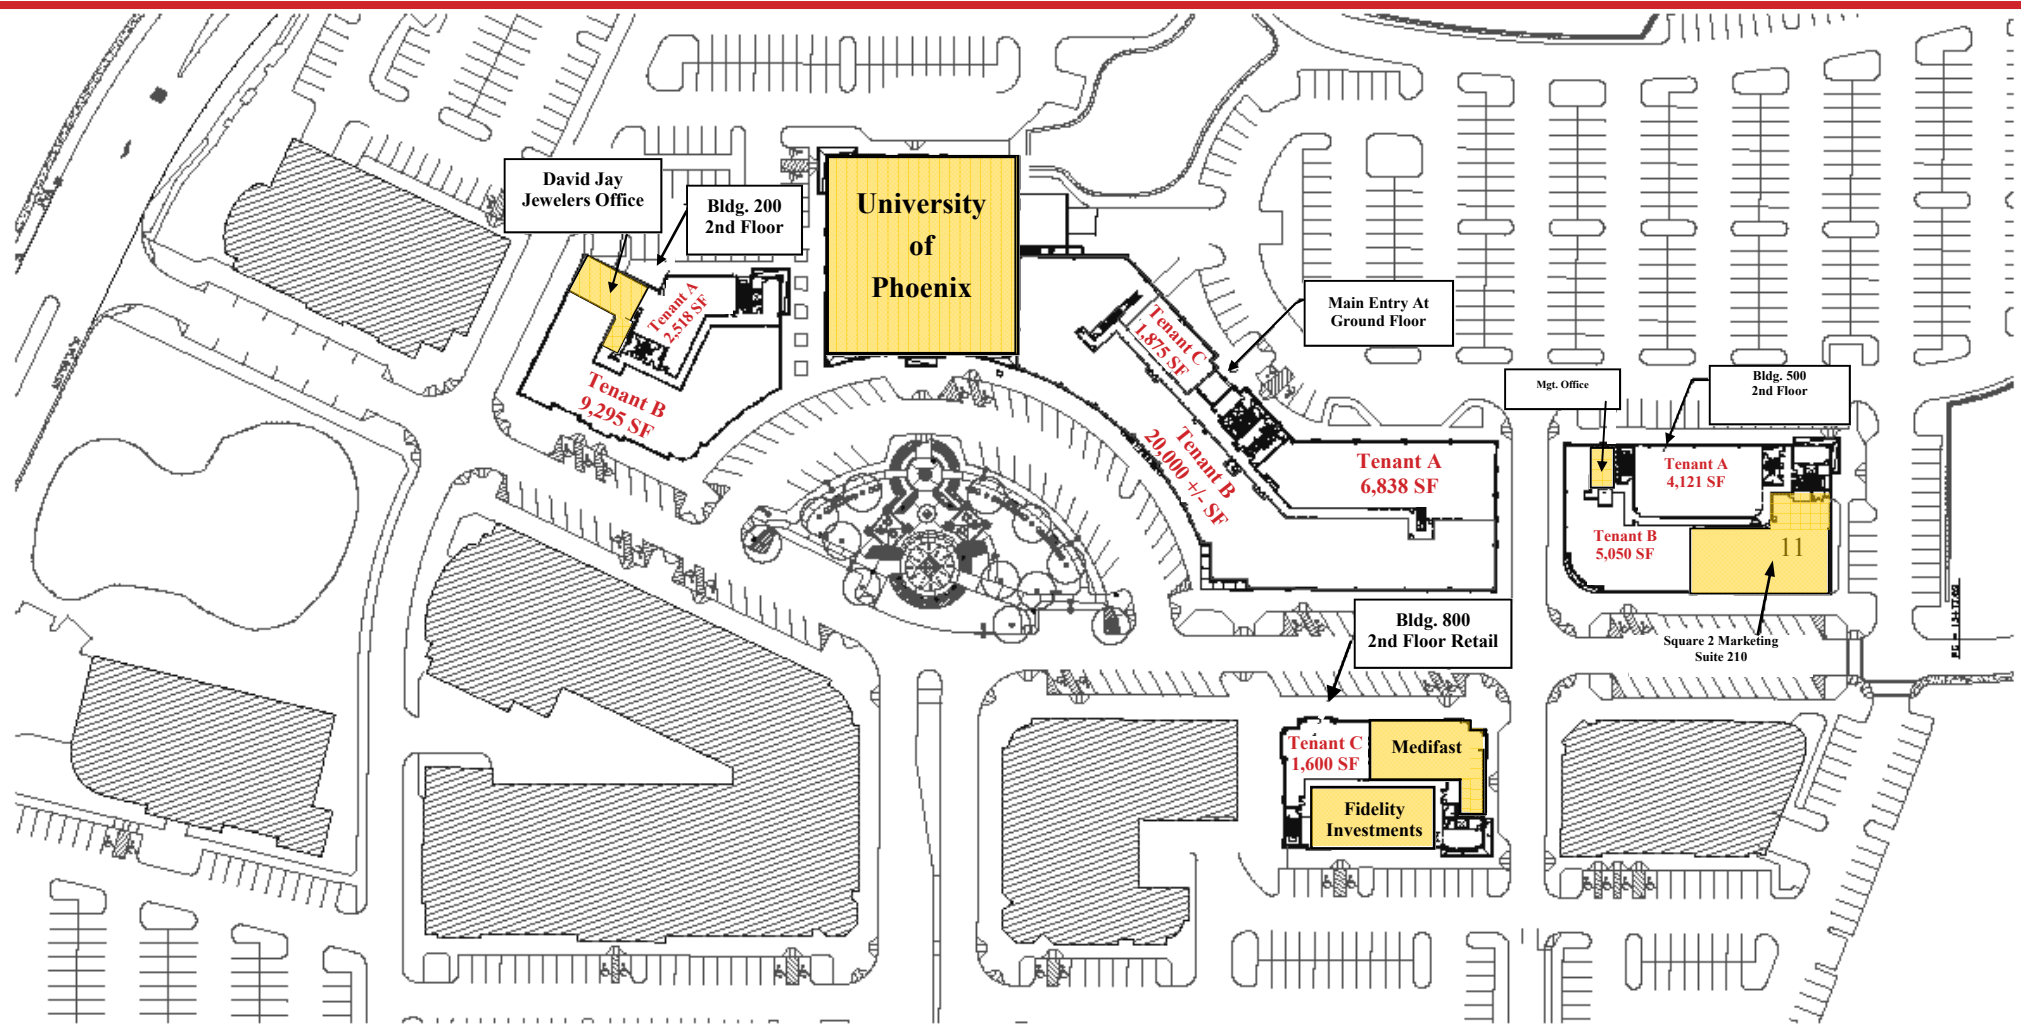 David Jay
Jewelers Office
Bldg. 200
2nd Floor
University
of
Phoenix
Tenant A
2,518 SF
Tenant B
9,295 SF
Tenant C
1,875 SF
Main Entry At
Ground Floor
Tenant B
20,000 +/- SF
Tenant A
6,838 SF
Mgt. Office
Bldg. 500
2nd Floor
Tenant A
4,121 SF
Tenant B
5,050 SF
11
Square 2 Marketing
Suite 210
Bldg. 800
2nd Floor Retail
Tenant C
1,600 SF
Medifast
Fidelity
Investments